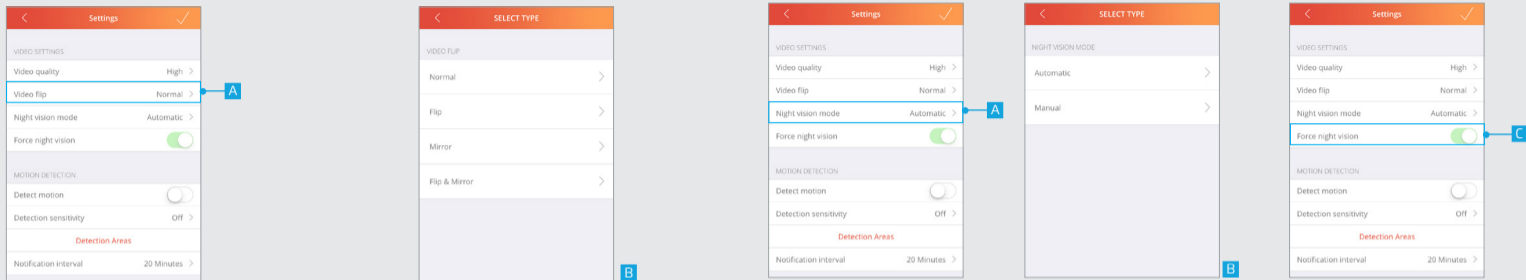 Settings
VIDEO SETTINGS
Video quality High
Video flip Normal
A
Night vision mode Automatic
Force night vision
MOTION DETECTION
Detect motion
Detection sensitivity Off
Detection Areas
Notification interval 20 Minutes
SELECT TYPE
VIDEO FLIP
Normal
Flip
Mirror
Flip & Mirror
B
Settings
VIDEO SETTINGS
Video quality High
Video flip Normal
Night vision mode Automatic
A
Force night vision
MOTION DETECTION
Detect motion
Detection sensitivity Off
Detection Areas
Notification interval 20 Minutes
SELECT TYPE
NIGHT VISION MODE
Automatic
Manual
B
Settings
VIDEO SETTINGS
Video quality High
Video flip Normal
Night vision mode Automatic
Force night vision
C
MOTION DETECTION
Detect motion
Detection sensitivity Off
Detection Areas
Notification interval 20 Minutes